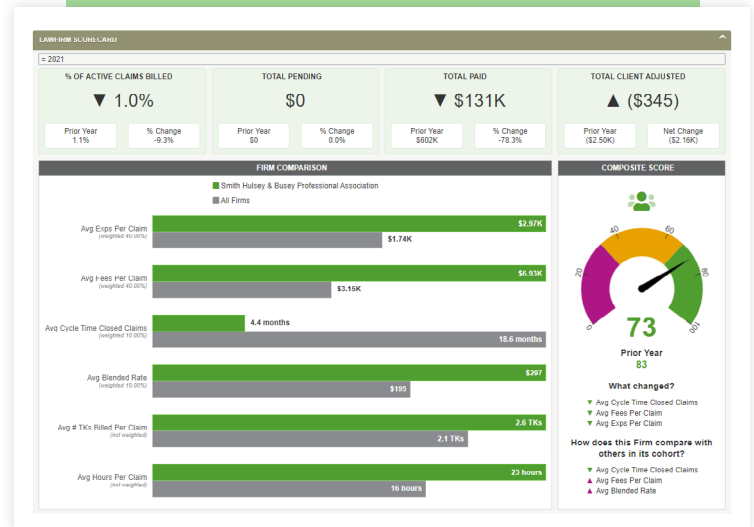 LAWFIRM SCORECARD
= 2021
% OF ACTIVE CLAIMS BILLED
▼ 1.0%
Prior Year
1.1%
% Change
-9.3%
TOTAL PENDING
$0
Prior Year
$0
% Change
0.0%
TOTAL PAID
▼ $131K
Prior Year
$602K
% Change
-78.3%
TOTAL CLIENT ADJUSTED
▲ ($345)
Prior Year
($2.50K)
Net Change
($2.16K)
FIRM COMPARISON
Smith Hulsey & Busey Professional Association
All Firms
Avg Exps Per Claim
(weighted 40.00%)
$2.97K
$1.74K
Avg Fees Per Claim
(weighted 40.00%)
$6.93K
$3.15K
Avg Cycle Time Closed Claims
(weighted 10.00%)
4.4 months
18.6 months
Avg Blended Rate
(weighted 10.00%)
$297
$195
Avg # TKs Billed Per Claim
(not weighted)
2.6 TKs
2.1 TKs
Avg Hours Per Claim
(not weighted)
23 hours
16 hours
COMPOSITE SCORE
0
20
40
60
80
100
73
Prior Year
83
What changed?
▼ Avg Cycle Time Closed Claims
▼ Avg Fees Per Claim
▼ Avg Exps Per Claim
How does this Firm compare with
others in its cohort?
▼ Avg Cycle Time Closed Claims
▲ Avg Fees Per Claim
▲ Avg Blended Rate